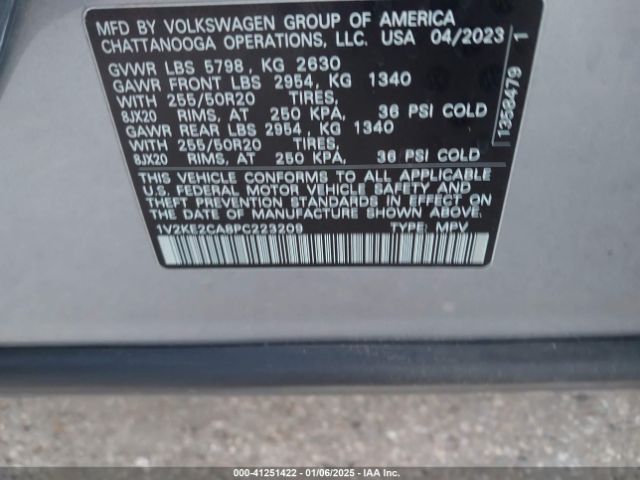 MFD BY VOLKSWAGEN GROUP OF AMERICA
CHATTANOOGA OPERATIONS, LLC. USA 04/2023
GVWR LBS 5798, KG 2630
GAWR FRONT LBS 2954, KG 1340
WITH 255/50R20 TIRES,
8JX20 RIMS, AT 250 KPA, 36 PSI COLD
GAWR REAR LBS 2954, KG 1340
WITH 255/50R20 TIRES,
8JX20 RIMS, AT 250 KPA, 36 PSI COLD
THIS VEHICLE CONFORMS TO ALL APPLICABLE
U.S. FEDERAL MOTOR VEHICLE SAFETY AND
THEFT PREVENTION STANDARDS IN EFFECT ON
THE DATE OF MANUFACTURE SHOWN ABOVE.
1V2KE2CA8PC223209 TYPE: MPV
1358479 1
000-41251422 - 01/06/2025 - IAA Inc.